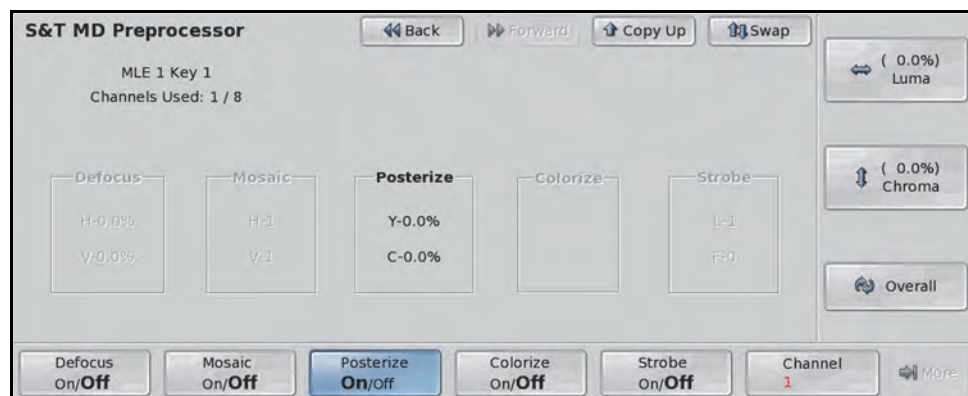 S&T MD Preprocessor
Back
Forward
Copy Up
Swap
MLE 1 Key 1
Channels Used: 1 / 8
( 0.0%)
Luma
( 0.0%)
Chroma
Overall
Defocus
H-0.0%
V-0.0%
Mosaic
H-1
V-1
Posterize
Y-0.0%
C-0.0%
Colorize
Strobe
L-1
F-0
Defocus
On/Off
Mosaic
On/Off
Posterize
On/Off
Colorize
On/Off
Strobe
On/Off
Channel
1
More